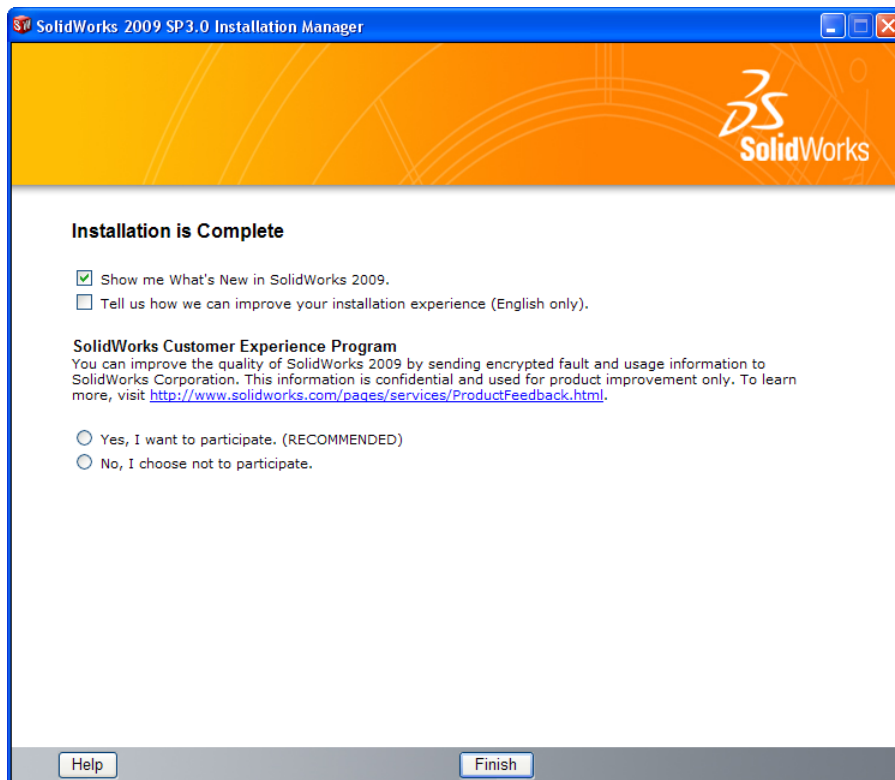 SolidWorks 2009 SP3.0 Installation Manager
SolidWorks
Installation is Complete
Show me What's New in SolidWorks 2009.
Tell us how we can improve your installation experience (English only).
SolidWorks Customer Experience Program
You can improve the quality of SolidWorks 2009 by sending encrypted fault and usage information to
SolidWorks Corporation. This information is confidential and used for product improvement only. To learn
more, visit http://www.solidworks.com/pages/services/ProductFeedback.html.
Yes, I want to participate. (RECOMMENDED)
No, I choose not to participate.
Help
Finish